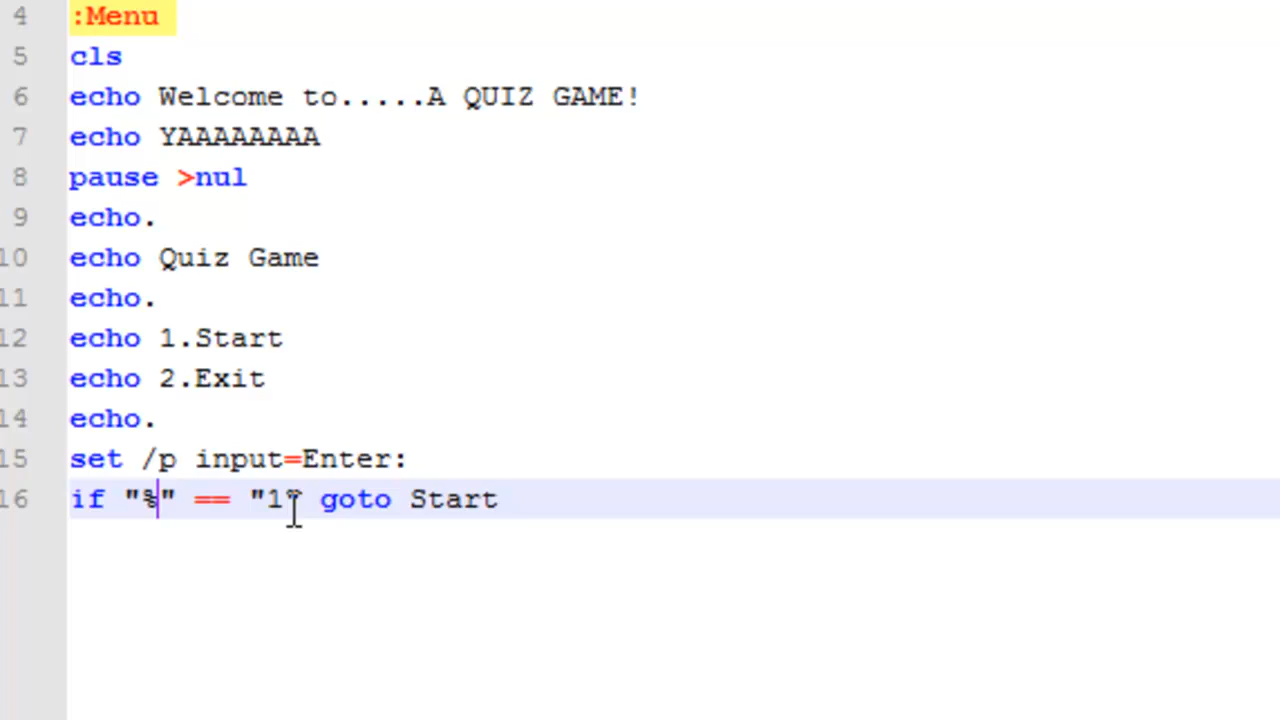 4 :Menu
5 cls
6 echo Welcome to.....A QUIZ GAME!
7 echo YAAAAAAAA
8 pause >nul
9 echo.
10 echo Quiz Game
11 echo.
12 echo 1.Start
13 echo 2.Exit
14 echo.
15 set /p input=Enter:
16 if "%" == "1" goto Start